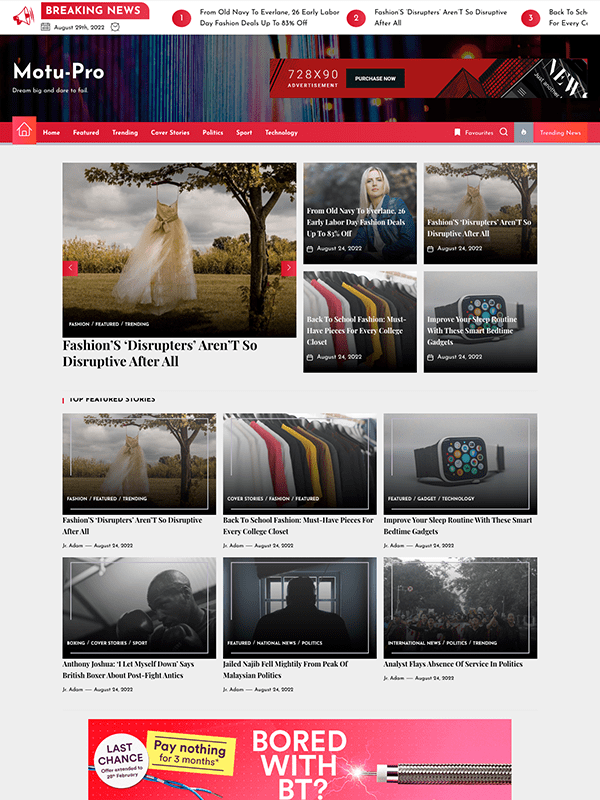 BREAKING NEWS
August 29th, 2022
1
From Old Navy To Everlane, 26 Early Labor
Day Fashion Deals Up To 83% Off
2
Fashion'S 'Disrupters' Aren'T So Disruptive
After All
3
Back To Sch
For Every Co
Motu-Pro
Dream big and dare to fail.
728X90
ADVERTISEMENT
PURCHASE NOW
Just another
NEWS
Home
Featured
Trending
Cover Stories
Politics
Sport
Technology
Favourites
Trending News
FASHION / FEATURED / TRENDING
Fashion'S 'Disrupters' Aren'T So
Disruptive After All
From Old Navy To Everlane, 26
Early Labor Day Fashion Deals
Up To 83% Off
August 24, 2022
Fashion'S 'Disrupters' Aren'T So
Disruptive After All
August 24, 2022
Back To School Fashion: Must-
Have Pieces For Every College
Closet
August 24, 2022
Improve Your Sleep Routine
With These Smart Bedtime
Gadgets
August 24, 2022
TOP FEATURED STORIES
FASHION / FEATURED / TRENDING
Fashion'S 'Disrupters' Aren'T So Disruptive
After All
Jr. Adam — August 24, 2022
COVER STORIES / FASHION / FEATURED
Back To School Fashion: Must-Have Pieces For
Every College Closet
Jr. Adam — August 24, 2022
FEATURED / GADGET / TECHNOLOGY
Improve Your Sleep Routine With These Smart
Bedtime Gadgets
Jr. Adam — August 24, 2022
BOXING / COVER STORIES / SPORT
Anthony Joshua: 'I Let Myself Down' Says
British Boxer About Post-Fight Antics
Jr. Adam — August 24, 2022
FEATURED / NATIONAL NEWS / POLITICS
Jailed Najib Fell Mightily From Peak Of
Malaysian Politics
Jr. Adam — August 24, 2022
INTERNATIONAL NEWS / POLITICS / TRENDING
Analyst Flays Absence Of Service In Politics
Jr. Adam — August 24, 2022
LAST
CHANCE
Offer extended to
25th February
Pay nothing
for 3 months*
BORED
WITH
BT?